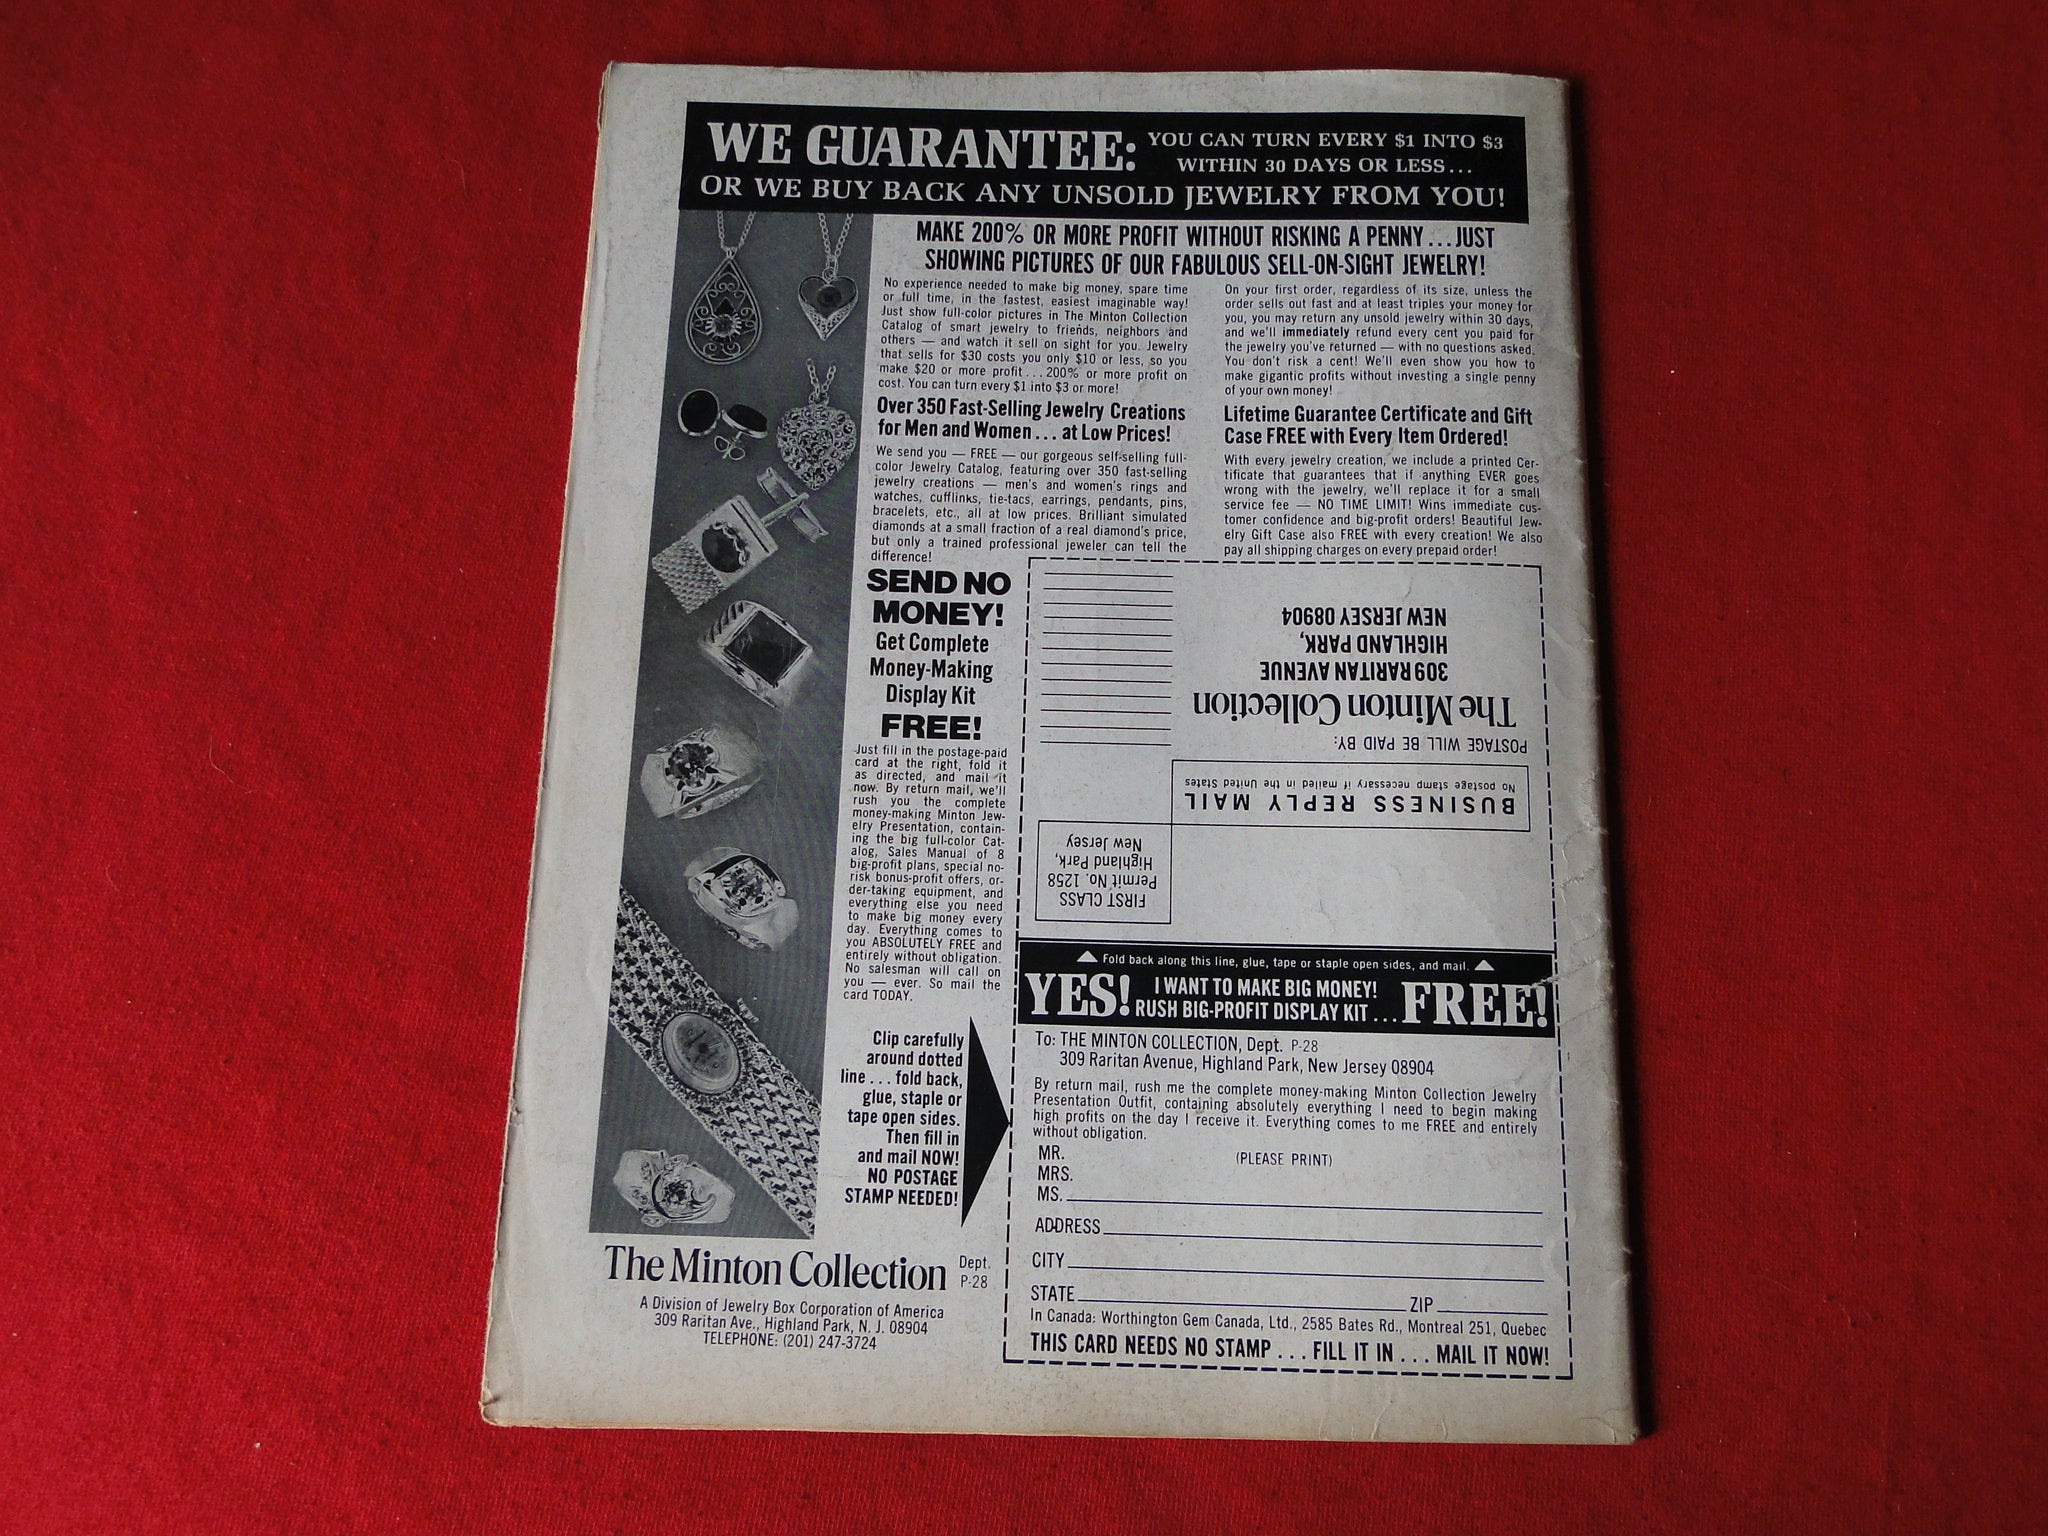 WE GUARANTEE: YOU CAN TURN EVERY $1 INTO $3
WITHIN 30 DAYS OR LESS...
OR WE BUY BACK ANY UNSOLD JEWELRY FROM YOU!
MAKE 200% OR MORE PROFIT WITHOUT RISKING A PENNY...JUST
SHOWING PICTURES OF OUR FABULOUS SELL-ON-SIGHT JEWELRY!
No experience needed to make big money, spare time
or full time, in the fastest, easiest imaginable way!
Just show full-color pictures in The Minton Collection
Catalog of smart jewelry to friends, neighbors and
others — and watch it sell on sight for you. Jewelry
that sells for $30 costs you only $10 or less, so you
make $20 or more profit...200% or more profit on
cost. You can turn every $1 into $3 or more!
Over 350 Fast-Selling Jewelry Creations
for Men and Women...at Low Prices!
We send you — FREE — our gorgeous self-selling full-
color Jewelry Catalog, featuring over 350 fast-selling
jewelry creations — men's and women's rings and
watches, cufflinks, tie-tacs, earrings, pendants, pins,
bracelets, etc., all at low prices. Brilliant simulated
diamonds at a small fraction of a real diamond's price,
but only a trained professional jeweler can tell the
difference!
On your first order, regardless of its size, unless the
order sells out fast and at least triples your money for
you, you may return any unsold jewelry within 30 days,
and we'll immediately refund every cent you paid for
the jewelry you've returned — with no questions asked.
You don't risk a cent! We'll even show you how to
make gigantic profits without investing a single penny
of your own money!
Lifetime Guarantee Certificate and Gift
Case FREE with Every Item Ordered!
With every jewelry creation, we include a printed Cer-
tificate that guarantees that if anything EVER goes
wrong with the jewelry, we'll replace it for a small
service fee — NO TIME LIMIT! Wins immediate cus-
tomer confidence and big-profit orders! Beautiful Jew-
elry Gift Case also FREE with every creation! We also
pay all shipping charges on every prepaid order!
SEND NO
MONEY!
Get Complete
Money-Making
Display Kit
FREE!
Just fill in the postage-paid
card at the right, fold it
as directed, and mail it
now. By return mail, we'll
rush you the complete
money-making Minton Jew-
elry Presentation, contain-
ing the big full-color Cat-
alog, Sales Manual of 8
big-profit plans, special no-
risk bonus-profit offers, or-
der-taking equipment, and
everything else you need
to make big money every
day. Everything comes to
you ABSOLUTELY FREE and
entirely without obligation.
No salesman will call on
you — ever. So mail the
card TODAY.
Clip carefully
around dotted
line...fold back,
glue, staple or
tape open sides.
Then fill in
and mail NOW!
NO POSTAGE
STAMP NEEDED!
The Minton Collection Dept.
P-28
A Division of Jewelry Box Corporation of America
309 Raritan Ave., Highland Park, N. J. 08904
TELEPHONE: (201) 247-3724
FIRST CLASS
Permit No. 1258
Highland Park,
New Jersey
BUSINESS REPLY MAIL
No postage stamp necessary if mailed in the United States
POSTAGE WILL BE PAID BY:
The Minton Collection
309 RARITAN AVENUE
HIGHLAND PARK,
NEW JERSEY 08904
Fold back along this line, glue, tape or staple open sides, and mail.
YES! I WANT TO MAKE BIG MONEY!
RUSH BIG-PROFIT DISPLAY KIT... FREE!
To: THE MINTON COLLECTION, Dept. P-28
309 Raritan Avenue, Highland Park, New Jersey 08904
By return mail, rush me the complete money-making Minton Collection Jewelry
Presentation Outfit, containing absolutely everything I need to begin making
high profits on the day I receive it. Everything comes to me FREE and entirely
without obligation.
MR. (PLEASE PRINT)
MRS.
MS.
ADDRESS
CITY
STATE ZIP
In Canada: Worthington Gem Canada, Ltd., 2585 Bates Rd., Montreal 251, Quebec
THIS CARD NEEDS NO STAMP...FILL IT IN...MAIL IT NOW!